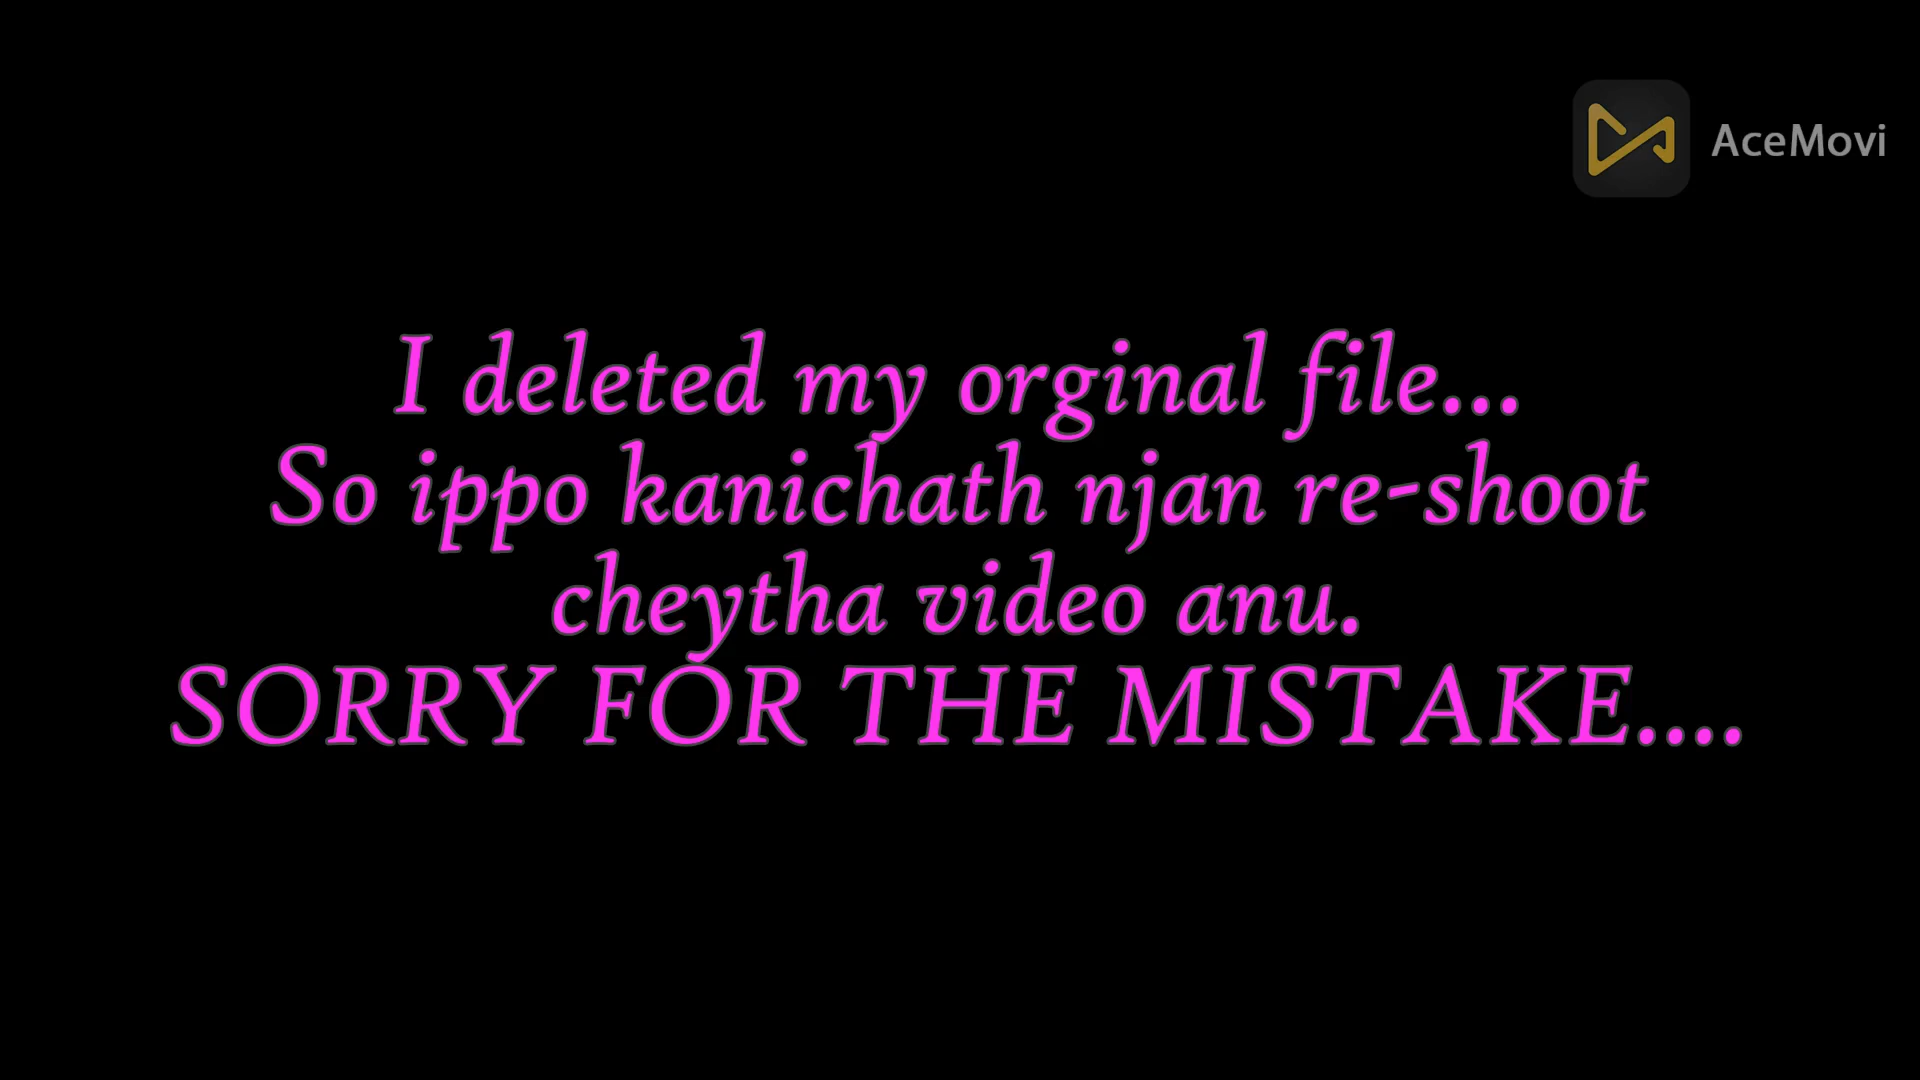 AceMovi
I deleted my orginal file...
So ippo kanichath njan re-shoot
cheytha video anu.
SORRY FOR THE MISTAKE....